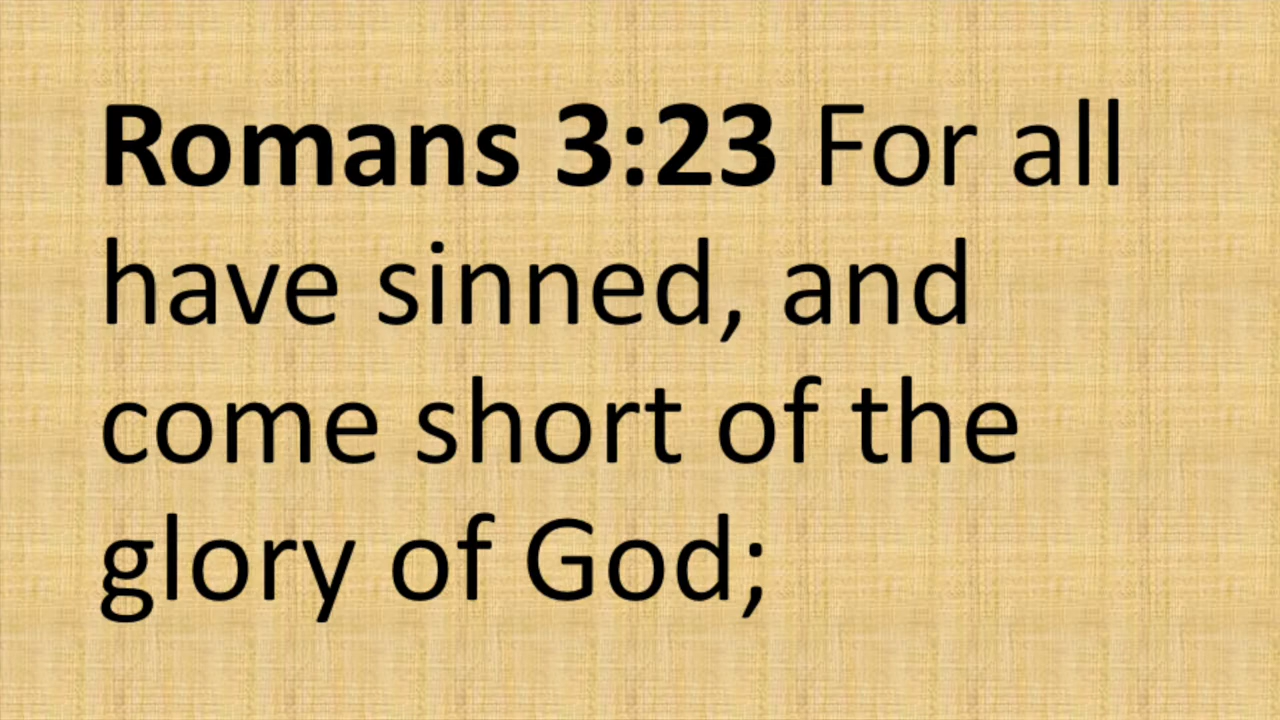 Romans 3:23 For all
have sinned, and
come short of the
glory of God;